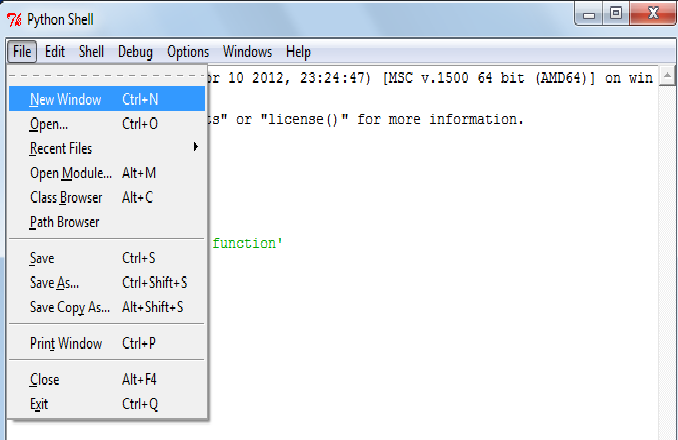 Python Shell
File Edit Shell Debug Options Windows Help
10 2012, 23:24:47) [MSC v.1500 64 bit (AMD64)] on win
New Window Ctrl+N
Open... Ctrl+O
" or "license()" for more information.
Recent Files
Open Module... Alt+M
Class Browser Alt+C
Path Browser
function'
Save Ctrl+S
Save As... Ctrl+Shift+S
Save Copy As... Alt+Shift+S
Print Window Ctrl+P
Close Alt+F4
Exit Ctrl+Q